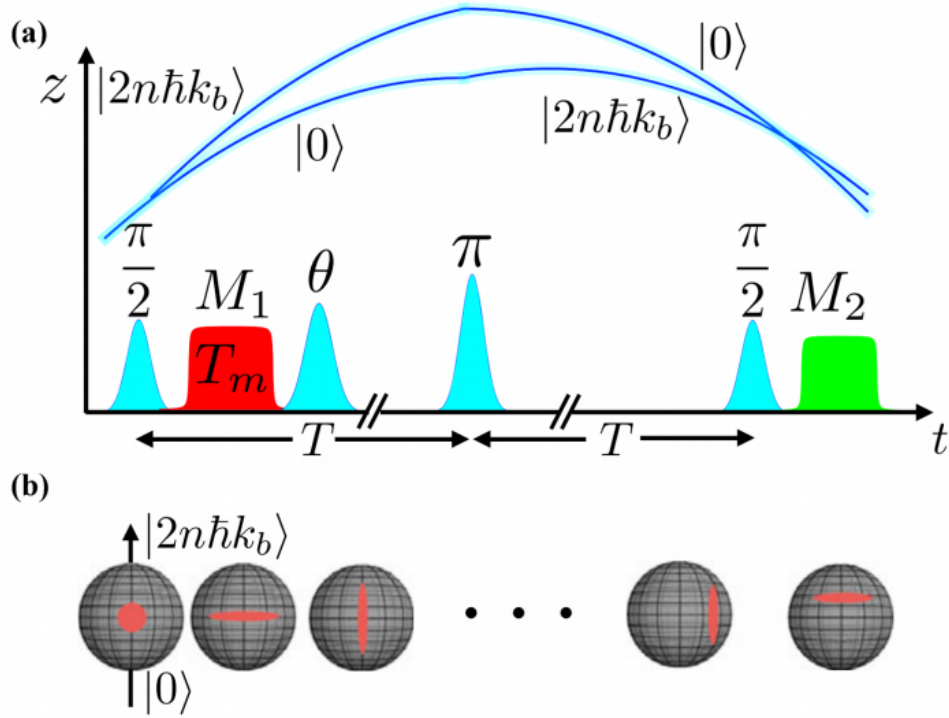 (a)
z
|2nħk_b⟩
|0⟩
|0⟩
|2nħk_b⟩
π/2
M_1
T_m
θ
π
π/2
M_2
T
T
t
(b)
|2nħk_b⟩
|0⟩